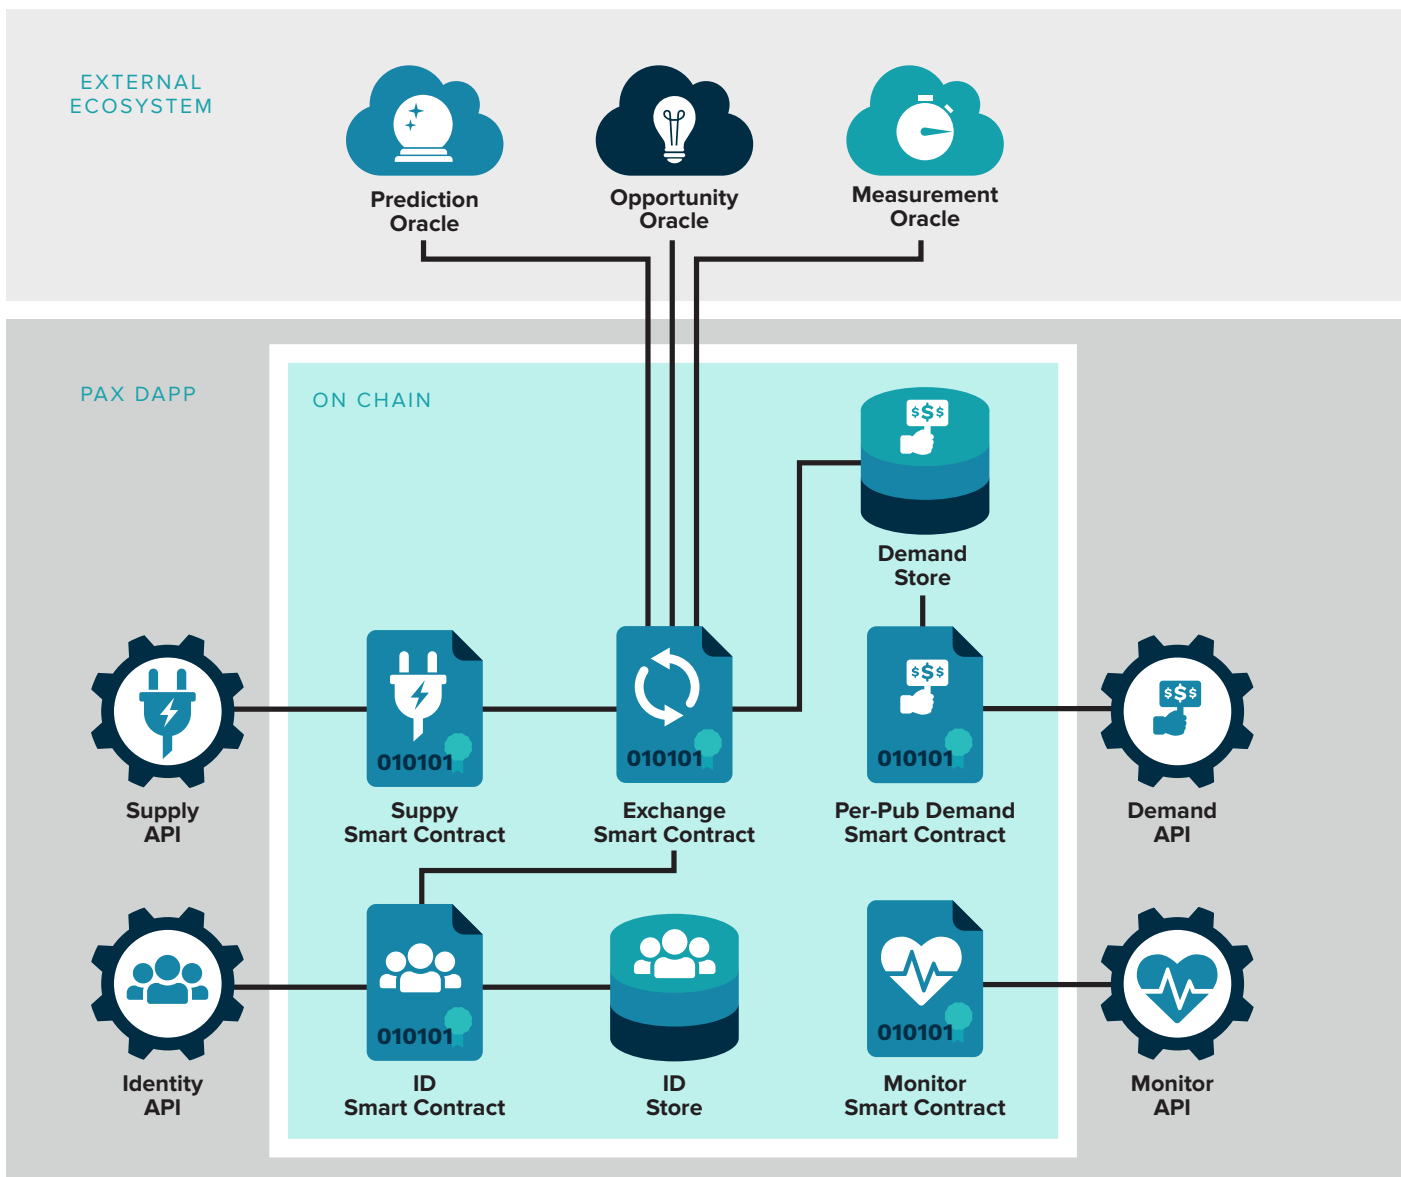 EXTERNAL
ECOSYSTEM
Prediction
Oracle
Opportunity
Oracle
Measurement
Oracle
PAX DAPP
ON CHAIN
$$$
Demand
Store
010101
010101
$$$
010101
$$$
Supply
API
Suppy
Smart Contract
Exchange
Smart Contract
Per-Pub Demand
Smart Contract
Demand
API
010101
010101
Identity
API
ID
Smart Contract
ID
Store
Monitor
Smart Contract
Monitor
API